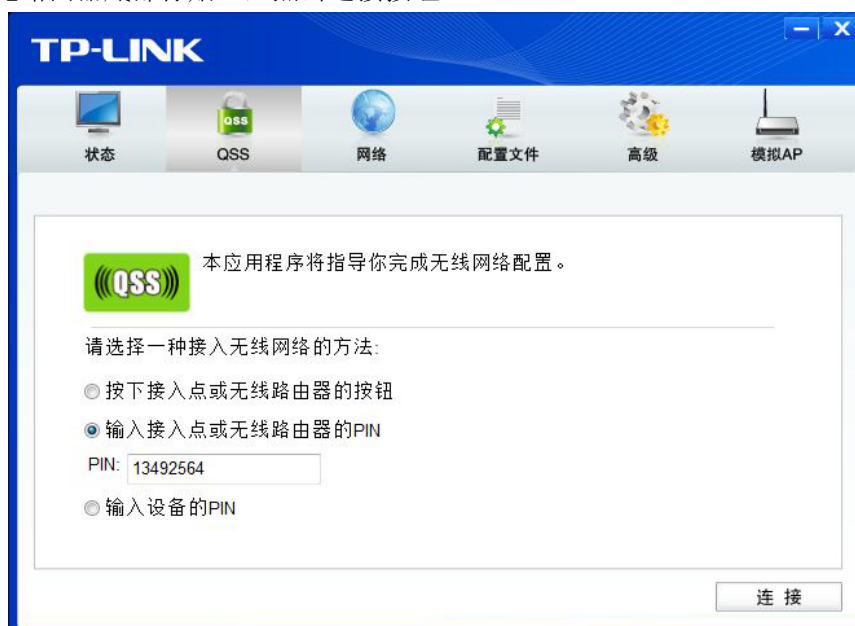 TP-LINK
状态
QSS
QSS
网络
配置文件
高级
模拟AP
QSS
本应用程序将指导你完成无线网络配置。
请选择一种接入无线网络的方法:
按下接入点或无线路由器的按钮
输入接入点或无线路由器的PIN
PIN: 13492564
输入设备的PIN
连 接